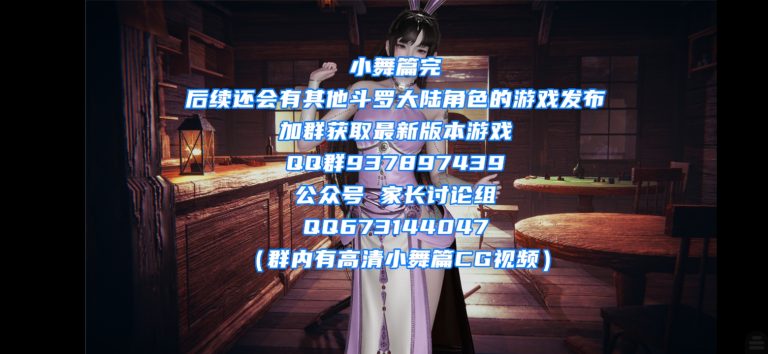 小舞篇完
后续还会有其他斗罗大陆角色的游戏发布
加群获取最新版本游戏
QQ群937897439
公众号 家长讨论组
QQ673144047
（群内有高清小舞篇CG视频）